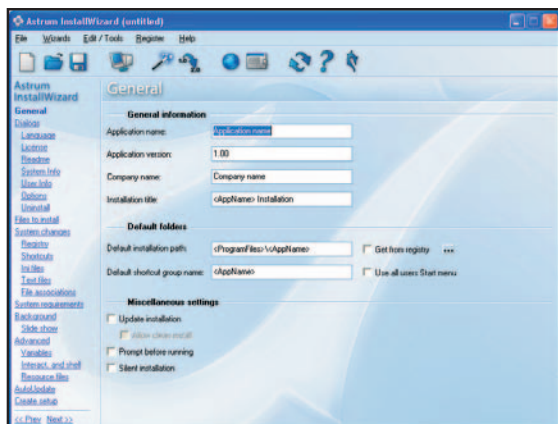 Astrum InstallWizard (untitled)
File Wizards Edit / Tools Register Help
Astrum
InstallWizard
General
General
Dialogs
Language
License
Readme
System Info
User Info
Options
Uninstall
Files to install
System changes
Registry
Shortcuts
Ini files
Text files
File associations
System requirements
Background
Slide show
Advanced
Variables
Interact. and shell
Resource files
AutoUpdate
Create setup
<< Prev Next >>
General information
Application name: Application name
Application version: 1.00
Company name: Company name
Installation title: <AppName> Installation
Default folders
Default installation path: <ProgramFiles>\<AppName> Get from registry ...
Default shortcut group name: <AppName> Use all users Start menu
Miscellaneous settings
Update installation
Allow clean install
Prompt before running
Silent installation